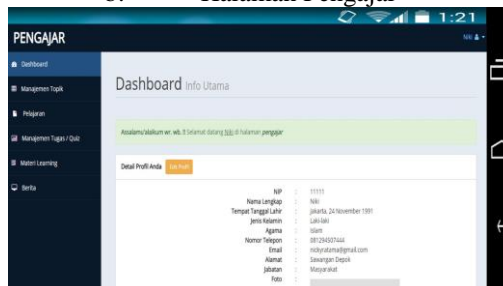 1:21
PENGAJAR
Niki
Dashboard
Manajemen Topik
Pelajaran
Manajemen Tugas / Quiz
Materi Learning
Berita
Dashboard Info Utama
Assalamu'alaikum wr. wb. !! Selamat datang Niki di halaman pengajar
Detail Profil Anda Edit Profil
NIP : 11111
Nama Lengkap : Niki
Tempat Tanggal Lahir : Jakarta, 24 November 1991
Jenis Kelamin : Laki-laki
Agama : Islam
Nomor Telepon : 081294507444
Email : nickyratama@gmail.com
Alamat : Sawangan Depok
Jabatan : Masyarakat
Foto :